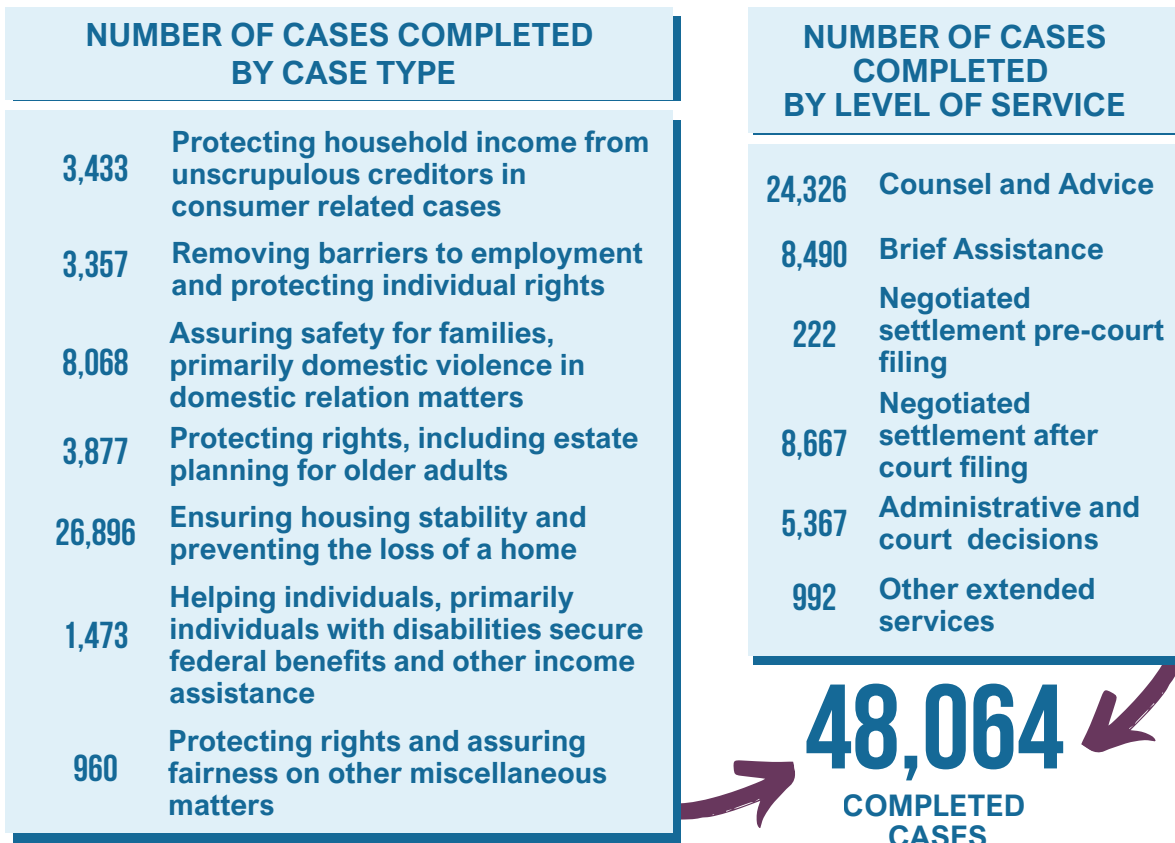 NUMBER OF CASES COMPLETED
BY CASE TYPE
3,433
Protecting household income from
unscrupulous creditors in
consumer related cases
3,357
Removing barriers to employment
and protecting individual rights
8,068
Assuring safety for families,
primarily domestic violence in
domestic relation matters
3,877
Protecting rights, including estate
planning for older adults
26,896
Ensuring housing stability and
preventing the loss of a home
1,473
Helping individuals, primarily
individuals with disabilities secure
federal benefits and other income
assistance
960
Protecting rights and assuring
fairness on other miscellaneous
matters
NUMBER OF CASES
COMPLETED
BY LEVEL OF SERVICE
24,326
Counsel and Advice
8,490
Brief Assistance
222
Negotiated
settlement pre-court
filing
8,667
Negotiated
settlement after
court filing
5,367
Administrative and
court decisions
992
Other extended
services
48,064
COMPLETED
CASES